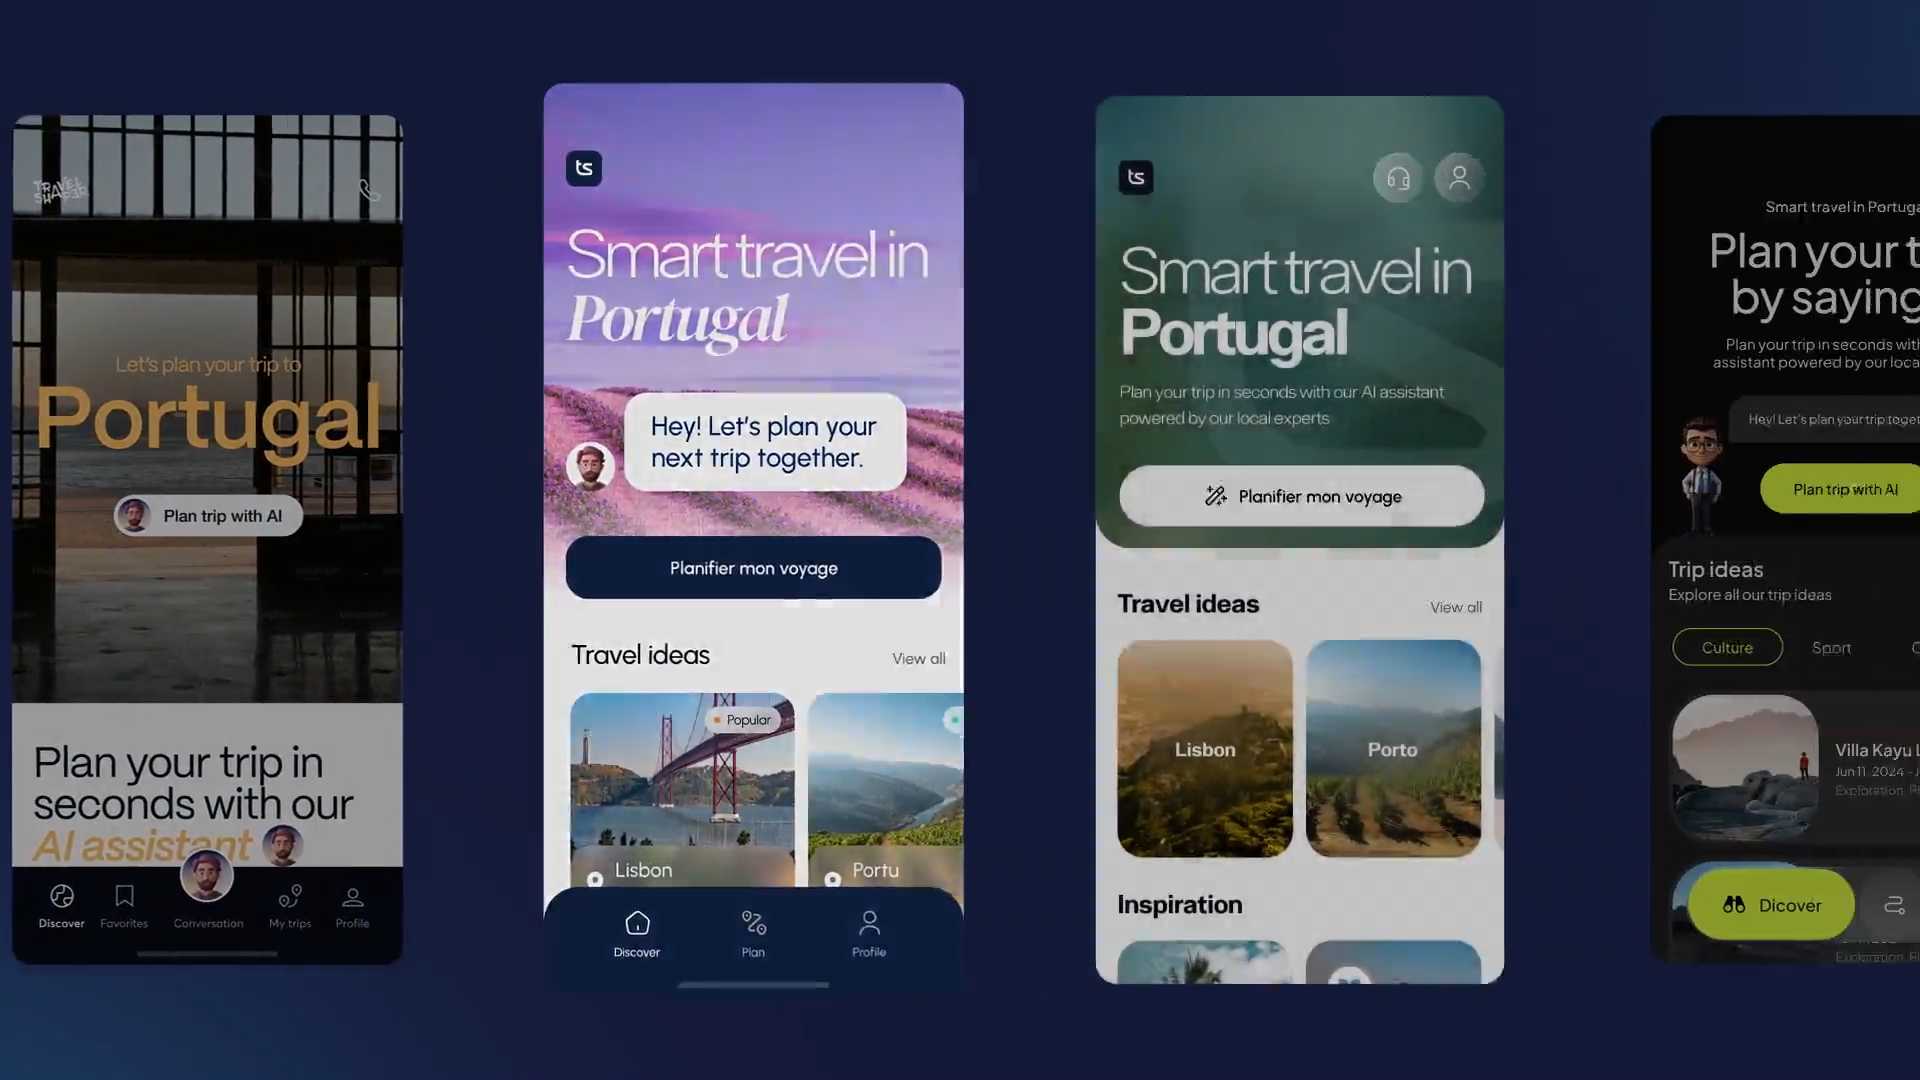 TRAVEL
SHAPER
Let's plan your trip to
Portugal
Plan trip with AI
Plan your trip in
seconds with our
AI assistant
Discover
Favorites
Conversation
My trips
Profile
ts
Smart travel in
Portugal
Hey! Let's plan your
next trip together.
Planifier mon voyage
Travel ideas
View all
Popular
Lisbon
Portu
Discover
Plan
Profile
ts
Smart travel in
Portugal
Plan your trip in seconds with our AI assistant
powered by our local experts
Planifier mon voyage
Travel ideas
View all
Lisbon
Porto
Inspiration
Smart travel in Portuga
Plan your t
by saying
Plan your trip in seconds with
assistant powered by our loca
Hey! Let's plan your trip toget
Plan trip with AI
Trip ideas
Explore all our trip ideas
Culture
Sport
Villa Kayu L
Jun 11, 2024 - J
Exploration,
Dicover
Exploration,